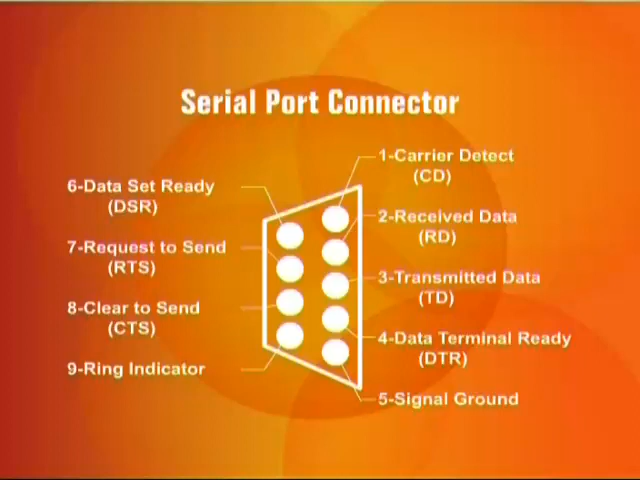 Serial Port Connector
1-Carrier Detect
(CD)
6-Data Set Ready
(DSR)
2-Received Data
(RD)
7-Request to Send
(RTS)
3-Transmitted Data
(TD)
8-Clear to Send
(CTS)
4-Data Terminal Ready
(DTR)
9-Ring Indicator
5-Signal Ground